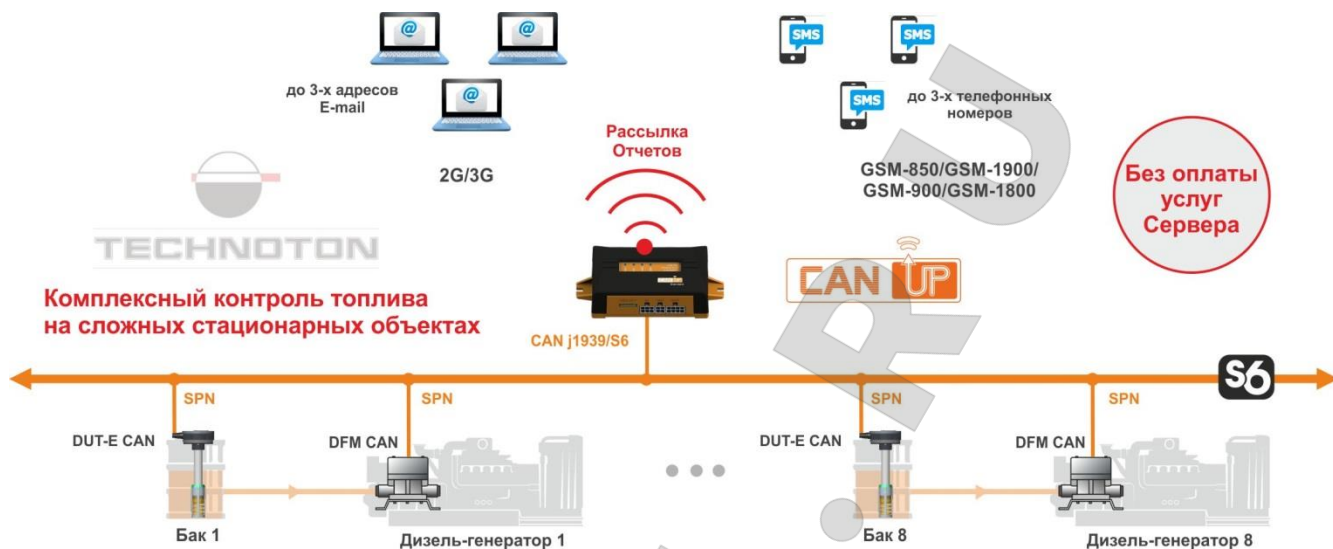 @
@
@
до 3-х адресов
E-mail
2G/3G
SMS
SMS
SMS
до 3-х телефонных
номеров
GSM-850/GSM-1900/
GSM-900/GSM-1800
Рассылка
Отчетов
Без оплаты
услуг
Сервера
TECHNOTON
CAN UP
Комплексный контроль топлива
на сложных стационарных объектах
CAN j1939/S6
S6
SPN
SPN
SPN
SPN
DUT-E CAN
DFM CAN
DUT-E CAN
DFM CAN
...
Бак 1
Дизель-генератор 1
Бак 8
Дизель-генератор 8
. R U